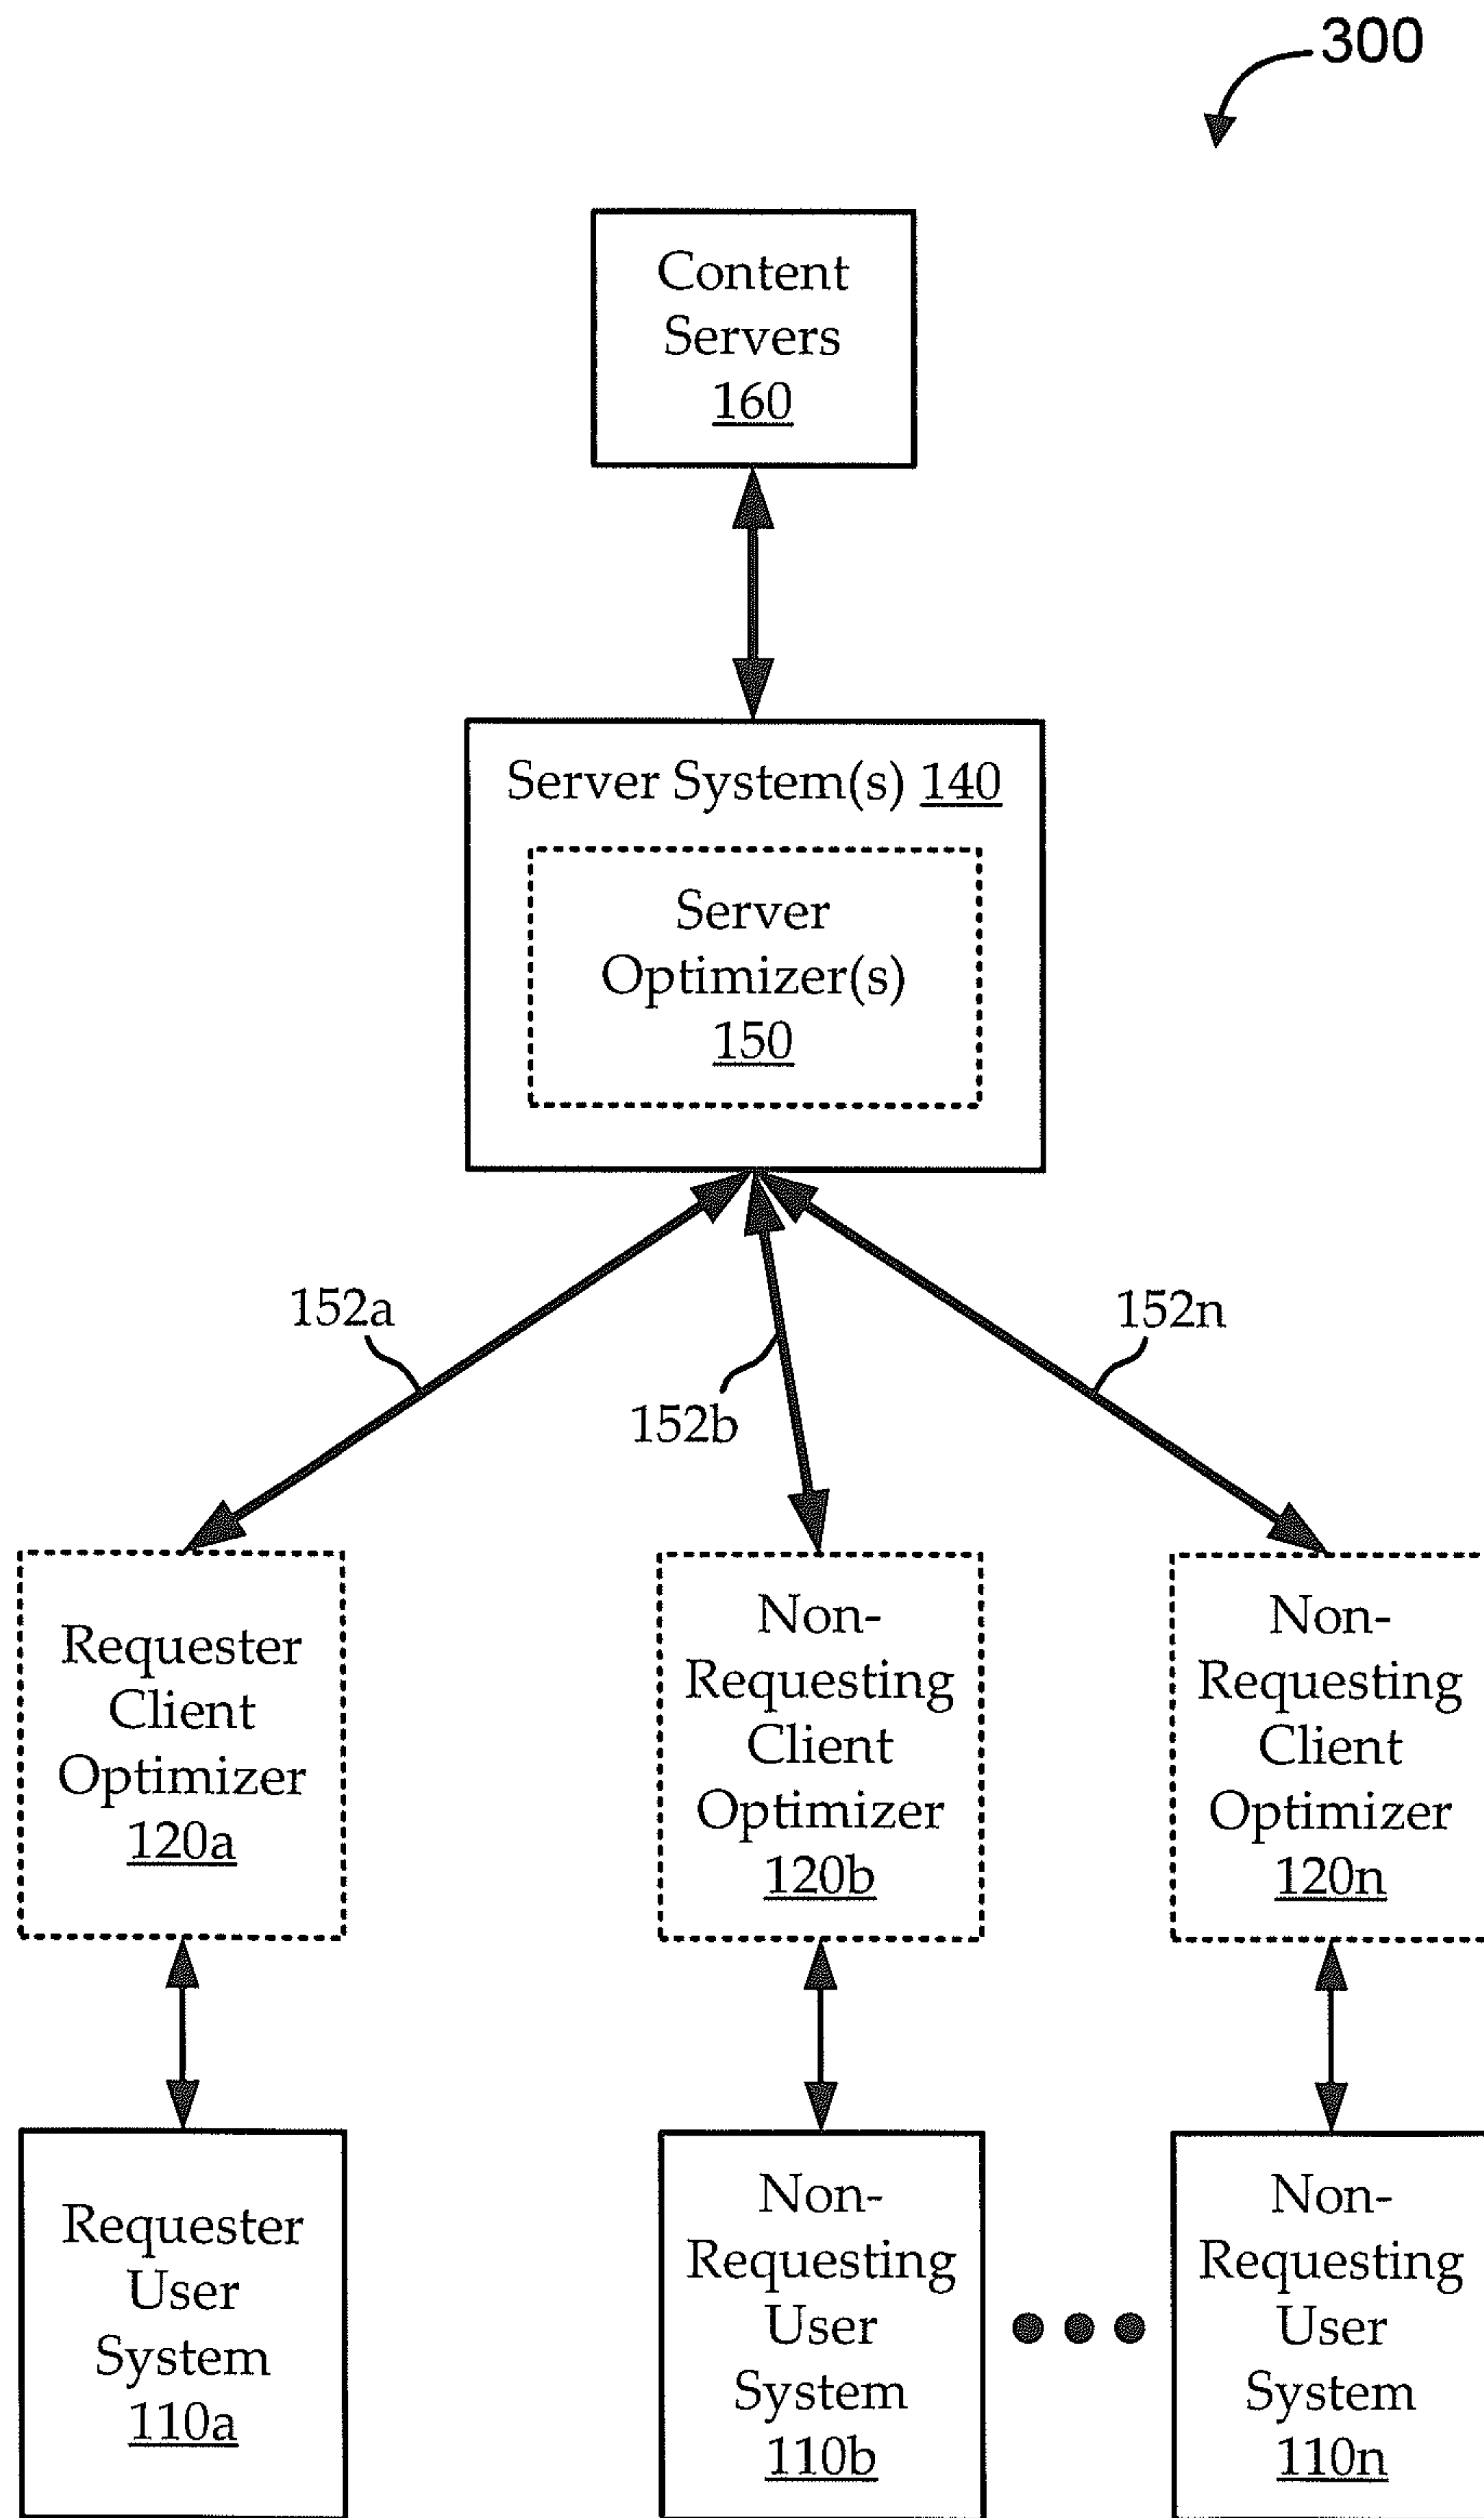 300
Content
Servers
160
Server System(s) 140
Server
Optimizer(s)
150
152a
152b
152n
Requester
Client
Optimizer
120a
Non-
Requesting
Client
Optimizer
120b
Non-
Requesting
Client
Optimizer
120n
Requester
User
System
110a
Non-
Requesting
User
System
110b
Non-
Requesting
User
System
110n